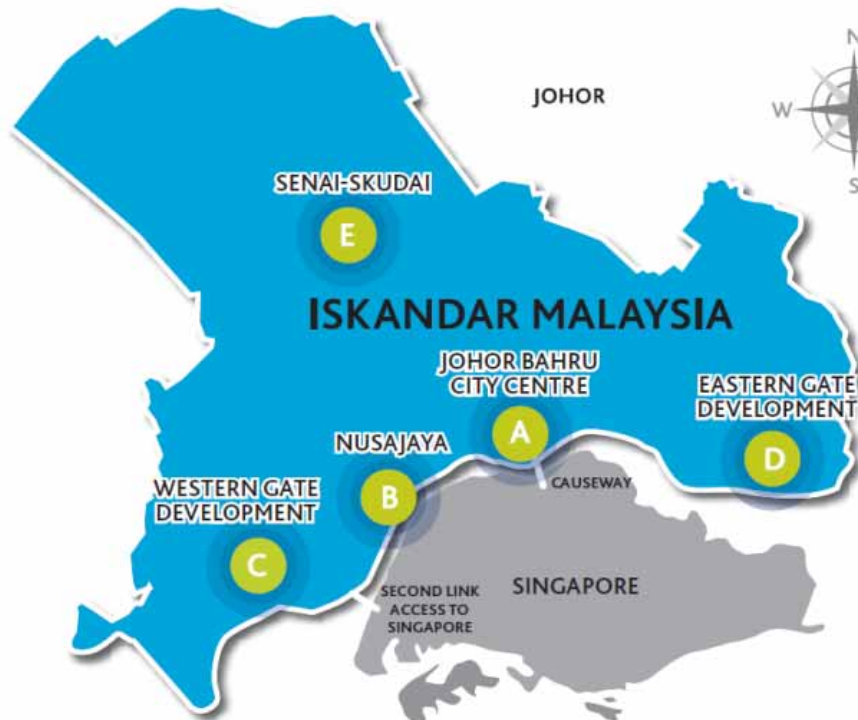 N
JOHOR
W
S
SENAI-SKUDAI
E
ISKANDAR MALAYSIA
JOHOR BAHRU
CITY CENTRE
A
EASTERN GATE
DEVELOPMENT
D
NUSAJAYA
B
CAUSEWAY
WESTERN GATE
DEVELOPMENT
C
SECOND LINK
ACCESS TO
SINGAPORE
SINGAPORE